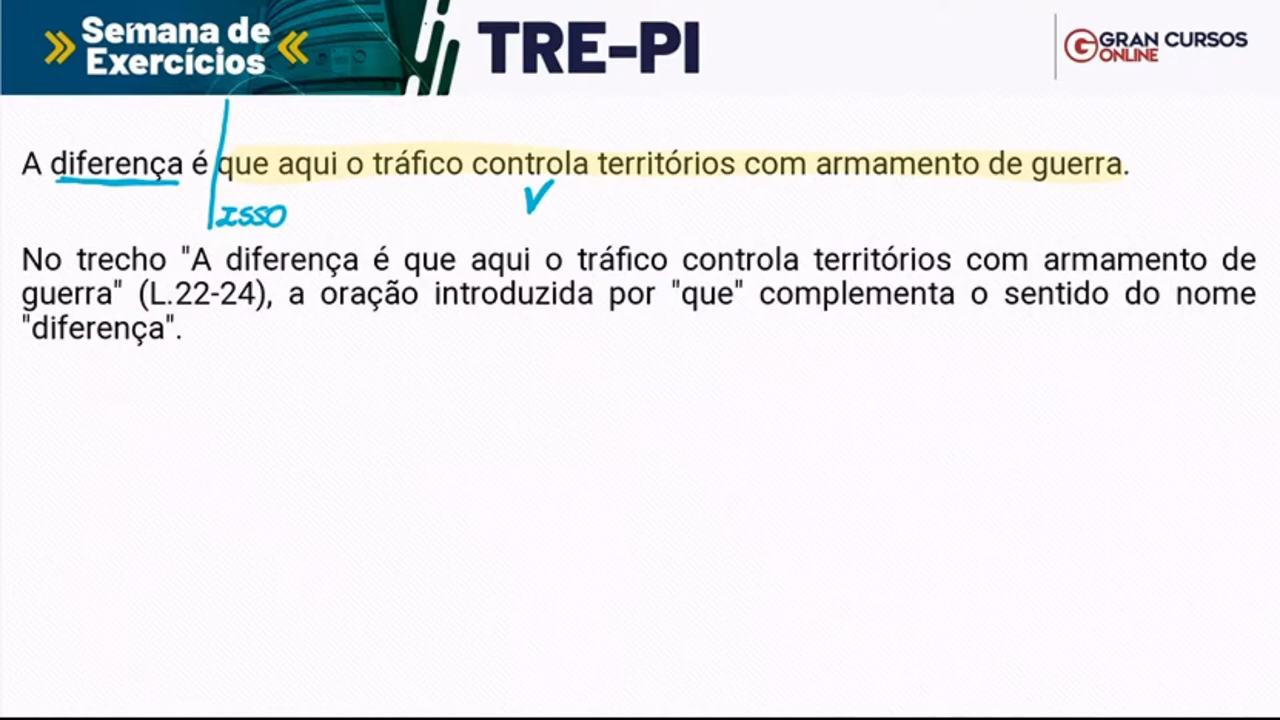 Semana de
Exercícios
TRE-PI
GRAN CURSOS
ONLINE
A diferença é que aqui o tráfico controla territórios com armamento de guerra.
ISSO
No trecho "A diferença é que aqui o tráfico controla territórios com armamento de
guerra" (L.22-24), a oração introduzida por "que" complementa o sentido do nome
"diferença".